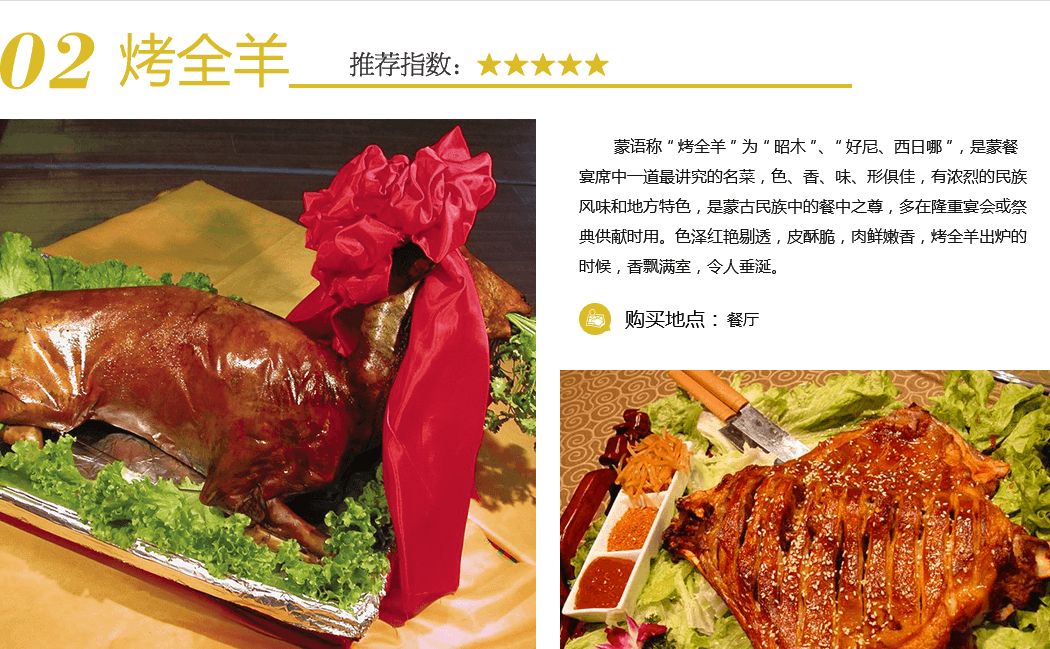 02 烤全羊
推荐指数：★★★★★
蒙语称“烤全羊”为“昭木”、“好尼、西日哪”，是蒙餐
宴席中一道最讲究的名菜，色、香、味、形俱佳，有浓烈的民族
风味和地方特色，是蒙古民族中的餐中之尊，多在隆重宴会或祭
典供献时用。色泽红艳剔透，皮酥脆，肉鲜嫩香，烤全羊出炉的
时候，香飘满室，令人垂涎。
购买地点：餐厅